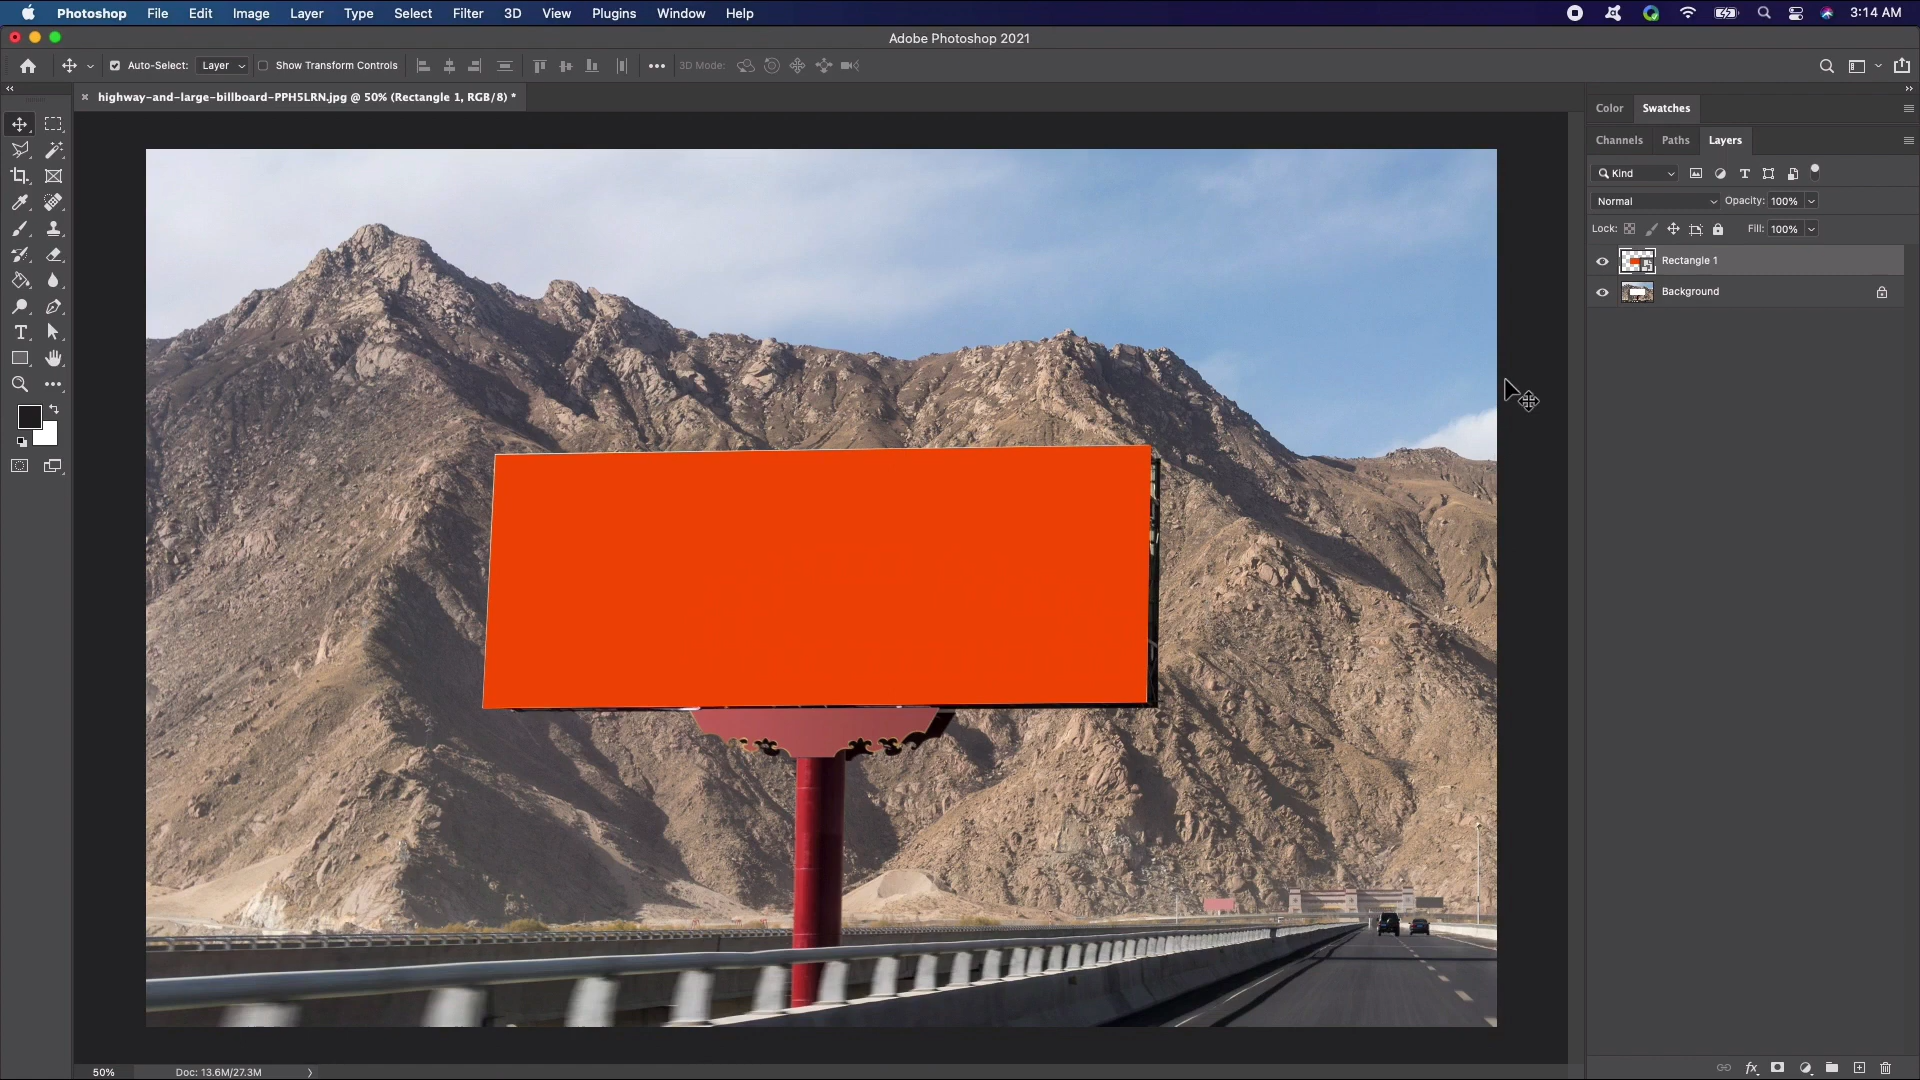 Photoshop File Edit Image Layer Type Select Filter 3D View Plugins Window Help 3:14 AM
Adobe Photoshop 2021
Auto-Select: Layer Show Transform Controls 3D Mode:
highway-and-large-billboard-PPH5LRN.jpg @ 50% (Rectangle 1, RGB/8) *
Color Swatches
Channels Paths Layers
Kind
Normal Opacity: 100%
Lock: Fill: 100%
Rectangle 1
Background
50% Doc: 13.6M/27.3M